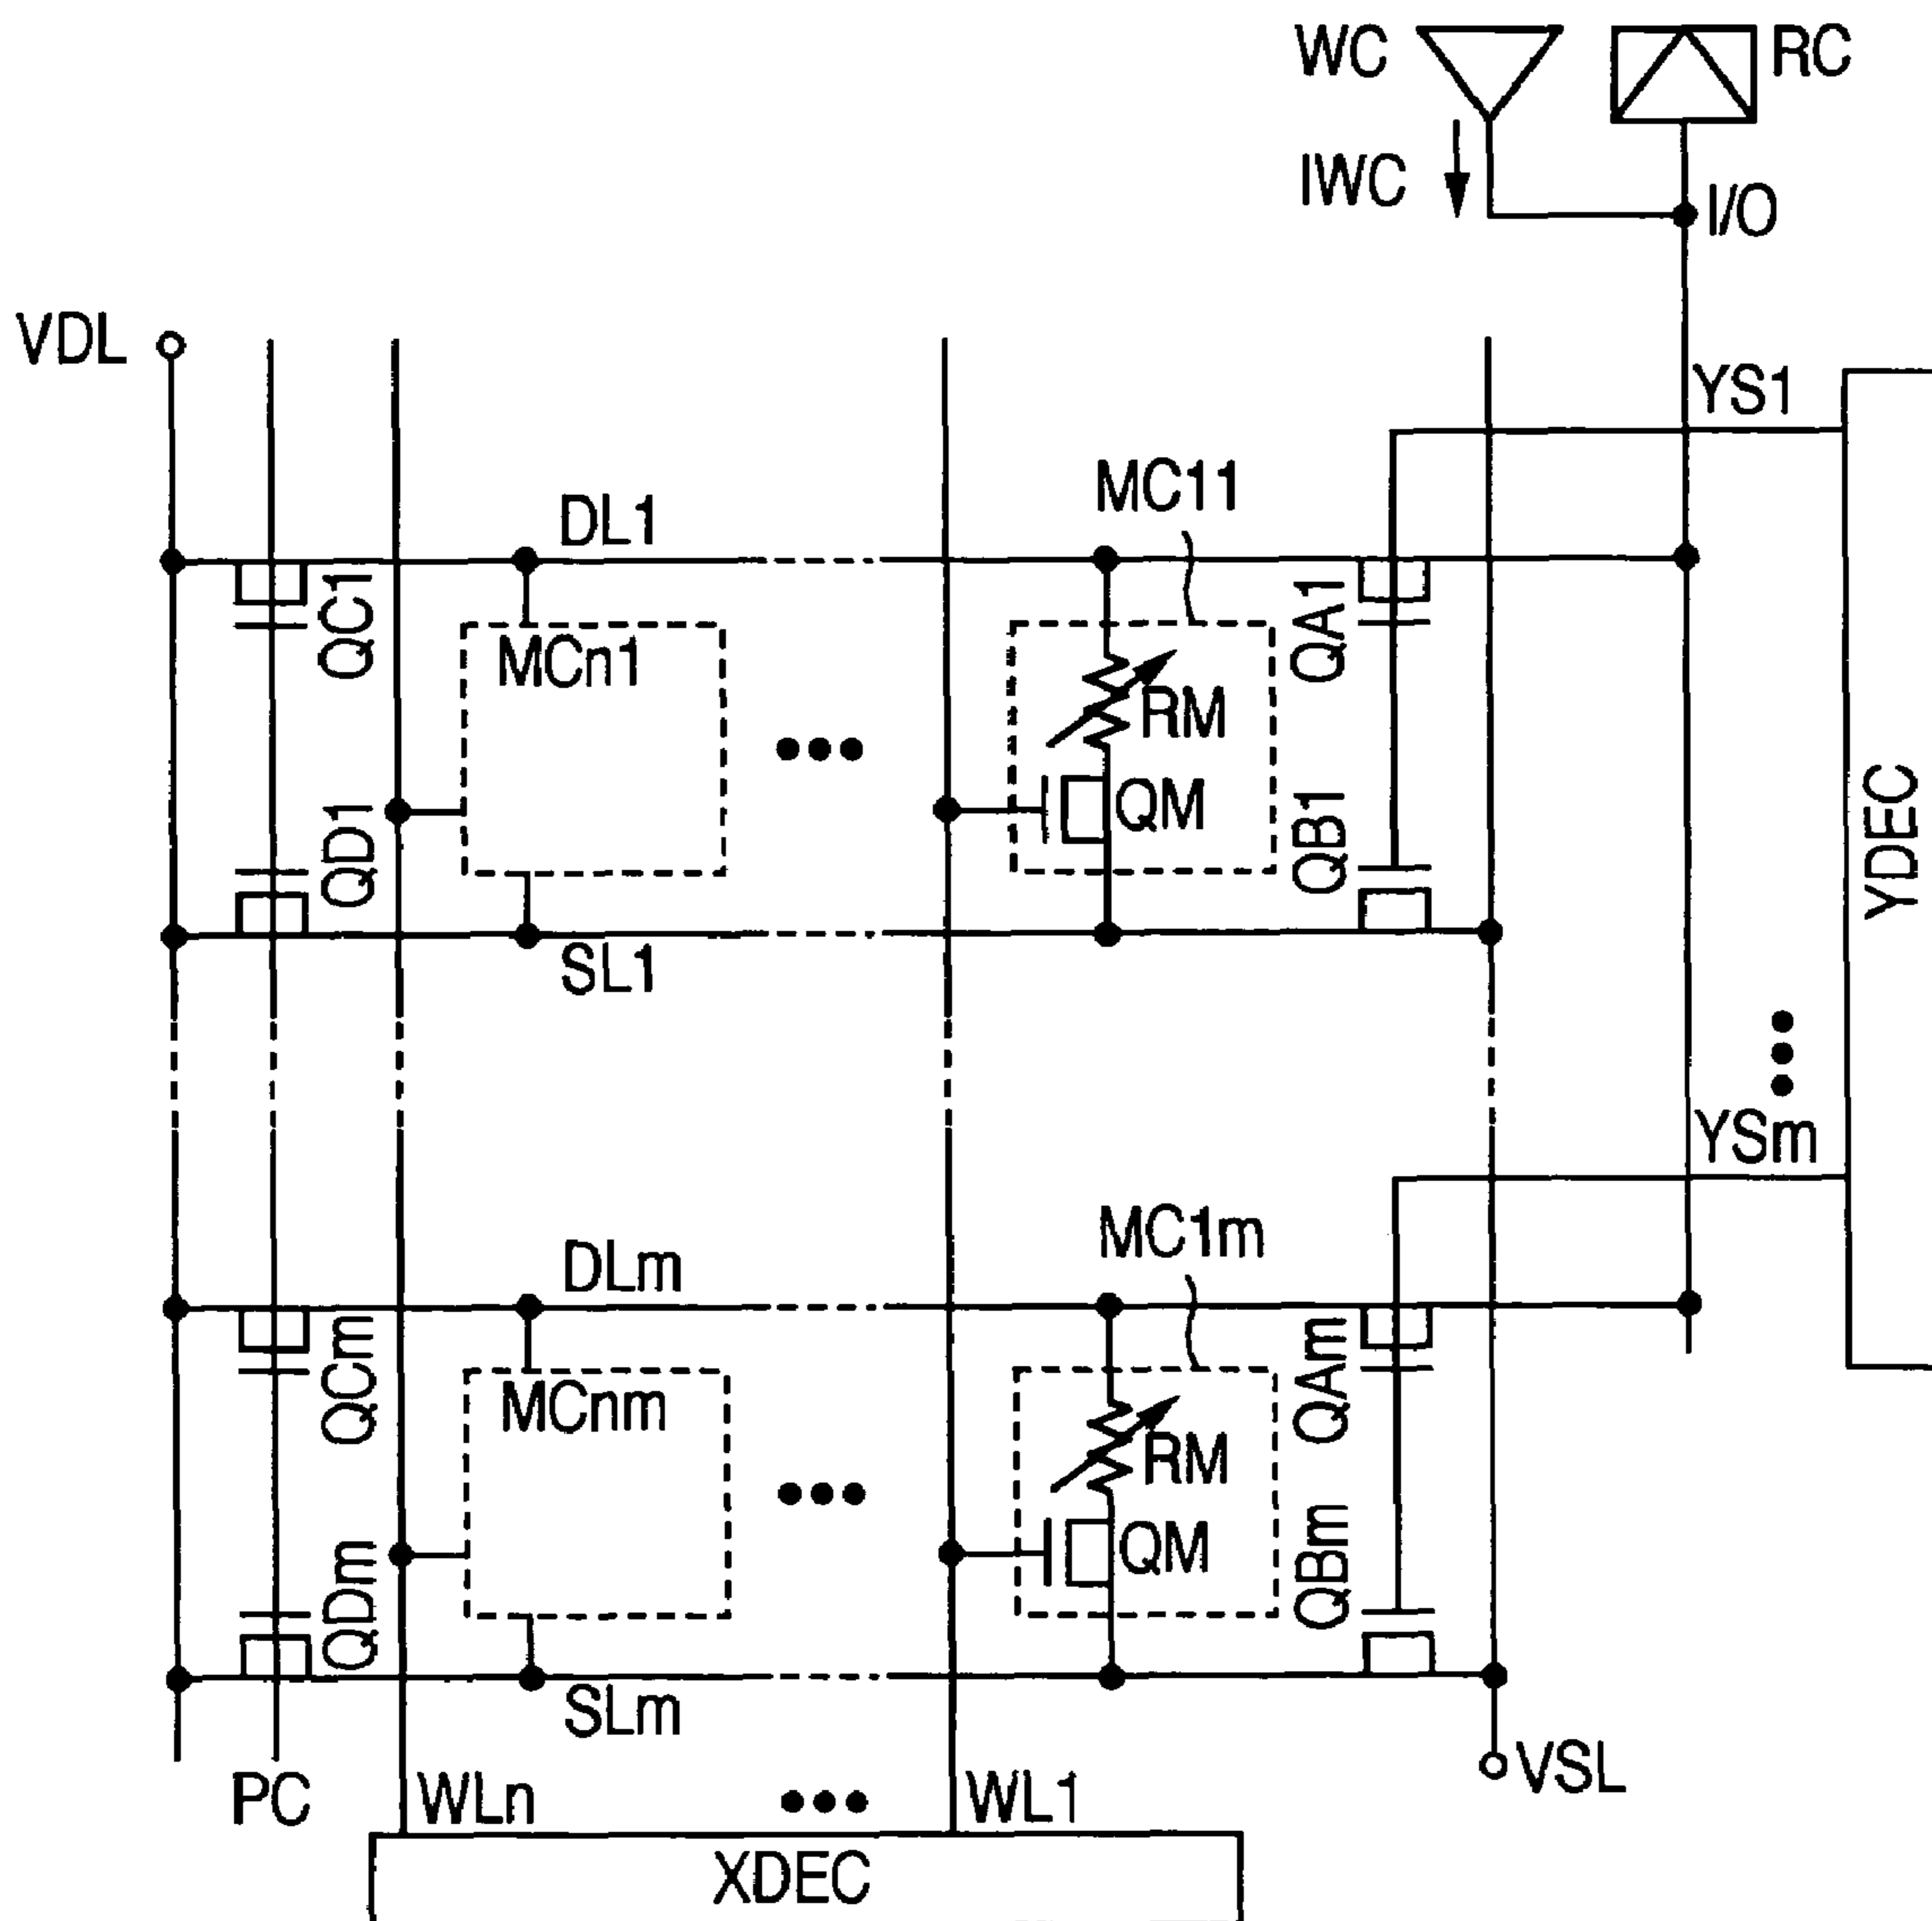 WC
RC
IWC
I/O
VDL
YS1
MC11
DL1
QC1
QA1
MCn1
RM
QM
QD1
QB1
YDEC
SL1
YSm
MC1m
DLm
QCm
QAm
MCnm
RM
QM
QDm
QBm
SLm
PC
WLn
WL1
VSL
XDEC